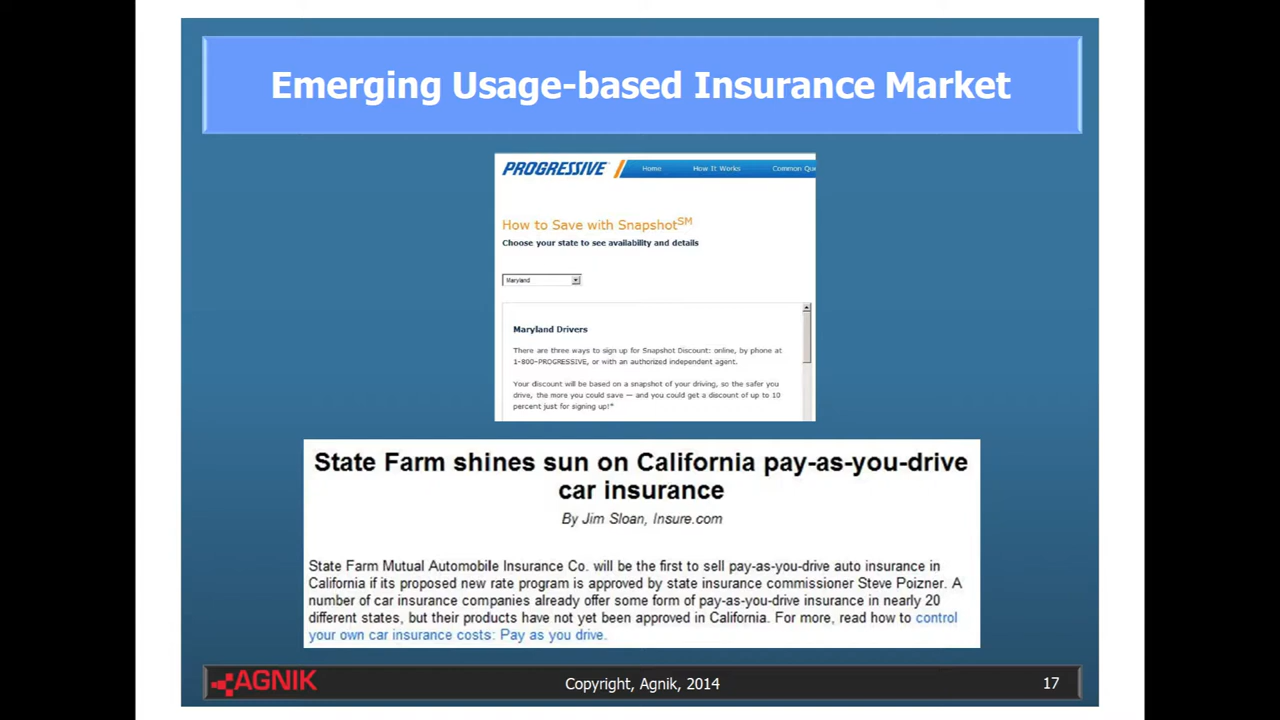 Emerging Usage-based Insurance Market
PROGRESSIVE
Home How It Works Common Qu
How to Save with SnapshotSM
Choose your state to see availability and details
Maryland
Maryland Drivers
There are three ways to sign up for Snapshot Discount: online, by phone at
1-800-PROGRESSIVE, or with an authorized independent agent.
Your discount will be based on a snapshot of your driving, so the safer you
drive, the more you could save — and you could get a discount of up to 10
percent just for signing up!*
State Farm shines sun on California pay-as-you-drive
car insurance
By Jim Sloan, Insure.com
State Farm Mutual Automobile Insurance Co. will be the first to sell pay-as-you-drive auto insurance in
California if its proposed new rate program is approved by state insurance commissioner Steve Poizner. A
number of car insurance companies already offer some form of pay-as-you-drive insurance in nearly 20
different states, but their products have not yet been approved in California. For more, read how to control
your own car insurance costs: Pay as you drive.
AGNIK
Copyright, Agnik, 2014
17